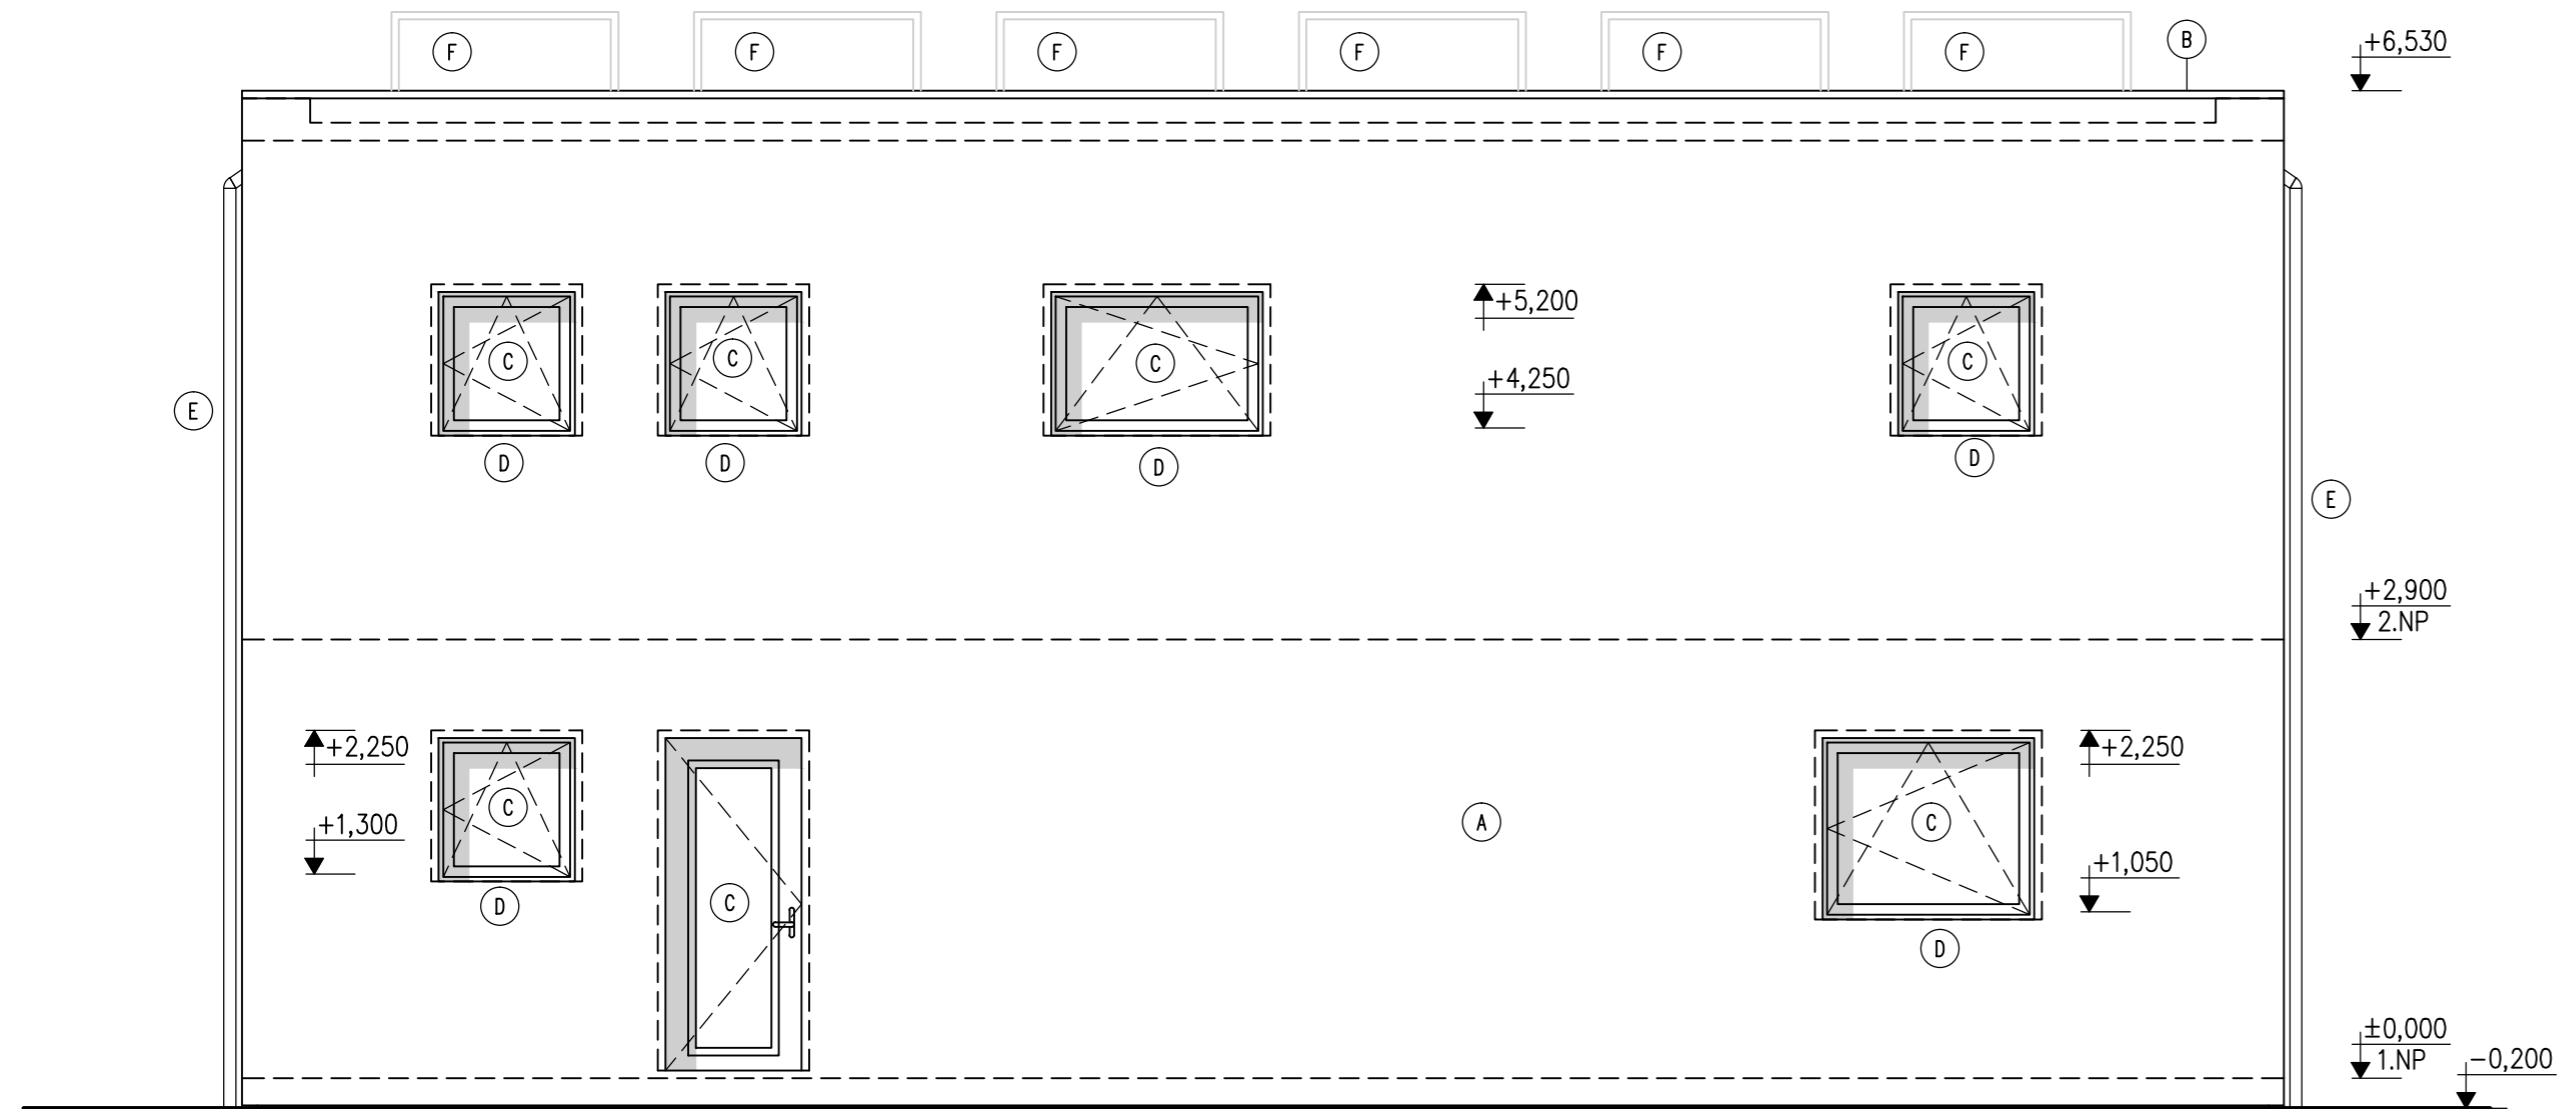 F F F F F F B +6,530
+5,200
C C C C
+4,250
E
D D D D
E
+2,900
2.NP
+2,250 +2,250
C A C
+1,300
+1,050
C
D
D
±0,000
1.NP -0,200